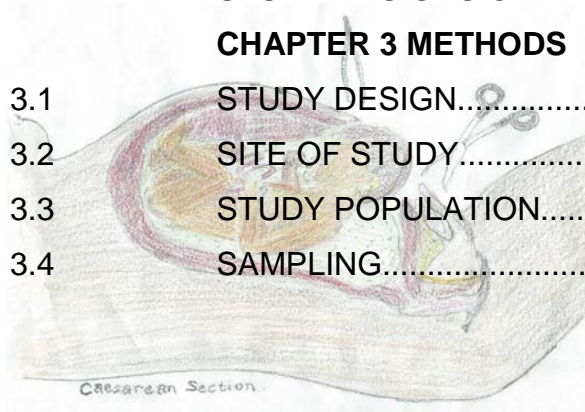 CHAPTER 3 METHODS
3.1 STUDY DESIGN...............
3.2 SITE OF STUDY..............
3.3 STUDY POPULATION......
3.4 SAMPLING.......................
Caesarean Section.